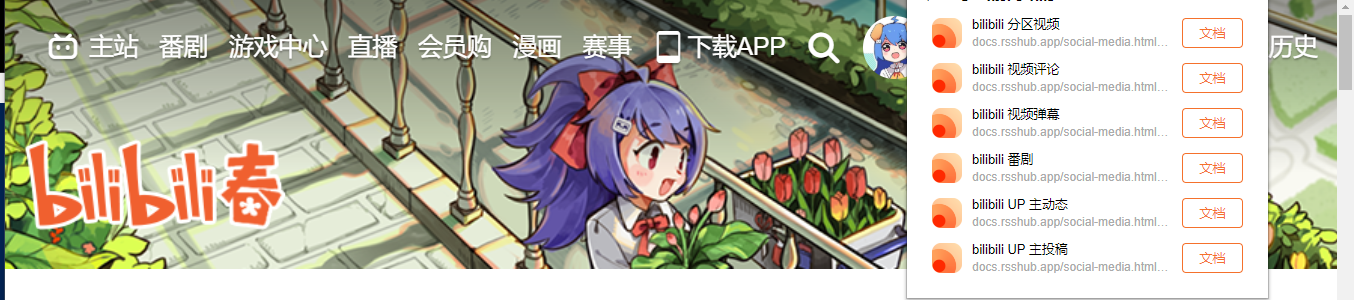 主站 番剧 游戏中心 直播 会员购 漫画 赛事 下载APP 历史
bilibili春
bilibili 分区视频
docs.rsshub.app/social-media.html...
文档
bilibili 视频评论
docs.rsshub.app/social-media.html...
文档
bilibili 视频弹幕
docs.rsshub.app/social-media.html...
文档
bilibili 番剧
docs.rsshub.app/social-media.html...
文档
bilibili UP 主动态
docs.rsshub.app/social-media.html...
文档
bilibili UP 主投稿
docs.rsshub.app/social-media.html...
文档